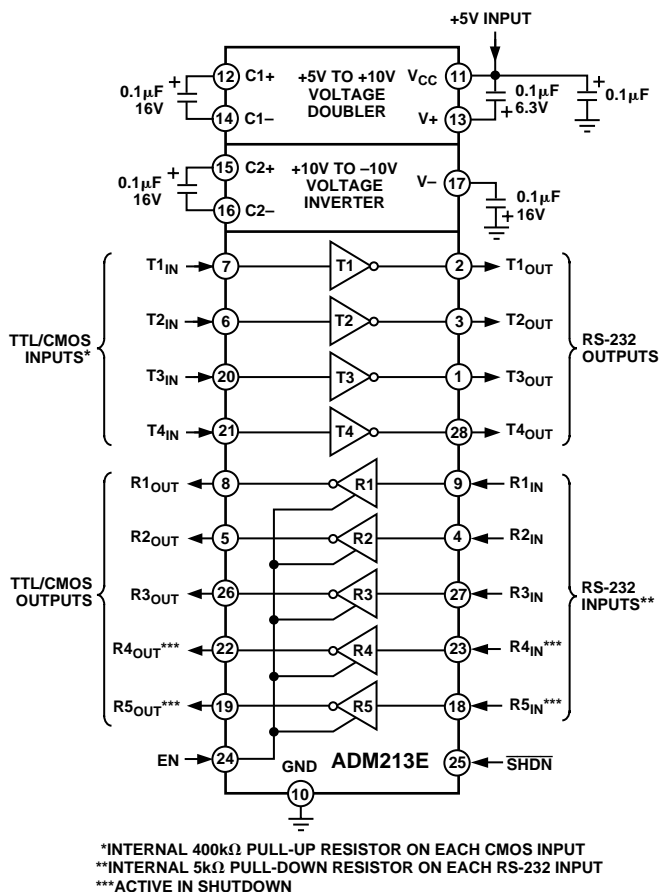 +5V INPUT
0.1µF
16V
+
12
C1+
14
C1–
+5V TO +10V
VOLTAGE
DOUBLER
VCC
11
V+
13
0.1µF
6.3V
+
+
0.1µF
0.1µF
16V
+
15
C2+
16
C2–
+10V TO –10V
VOLTAGE
INVERTER
V–
17
0.1µF
16V
+
TTL/CMOS
INPUTS*
T1IN
7
T1
2
T1OUT
T2IN
6
T2
3
T2OUT
T3IN
20
T3
1
T3OUT
T4IN
21
T4
28
T4OUT
RS-232
OUTPUTS
TTL/CMOS
OUTPUTS
R1OUT
8
R1
9
R1IN
R2OUT
5
R2
4
R2IN
R3OUT
26
R3
27
R3IN
R4OUT***
22
R4
23
R4IN***
R5OUT***
19
R5
18
R5IN***
RS-232
INPUTS**
EN
24
GND
10
ADM213E
25
SHDN
*INTERNAL 400kΩ PULL-UP RESISTOR ON EACH CMOS INPUT
**INTERNAL 5kΩ PULL-DOWN RESISTOR ON EACH RS-232 INPUT
***ACTIVE IN SHUTDOWN